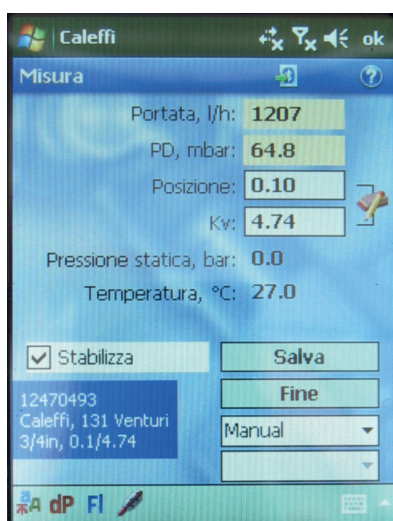 Caleffi ok
Misura ?
Portata, l/h: 1207
PD, mbar: 64.8
Posizione: 0.10
Kv: 4.74
Pressione statica, bar: 0.0
Temperatura, °C: 27.0
Stabilizza Salva
Fine
12470493
Caleffi, 131 Venturi
3/4in, 0.1/4.74
Manual
A dP Fl